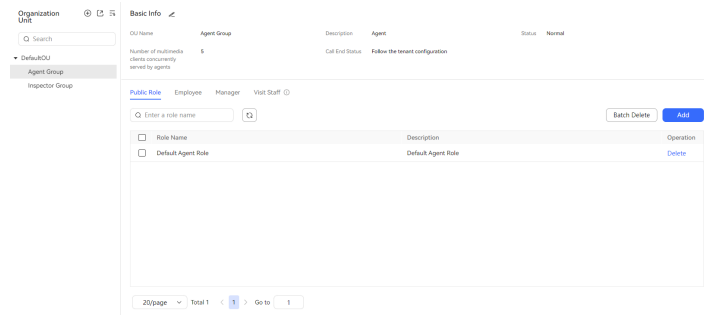 Organization
Unit
Search
DefaultOU
Agent Group
Inspector Group
Basic Info
OU Name Agent Group Description Agent Status Normal
Number of multimedia
clients concurrently
served by agents
5 Call End Status Follow the tenant configuration
Public Role Employee Manager Visit Staff
Enter a role name Batch Delete Add
Role Name Description Operation
Default Agent Role Default Agent Role Delete
20/page Total 1 < 1 > Go to 1